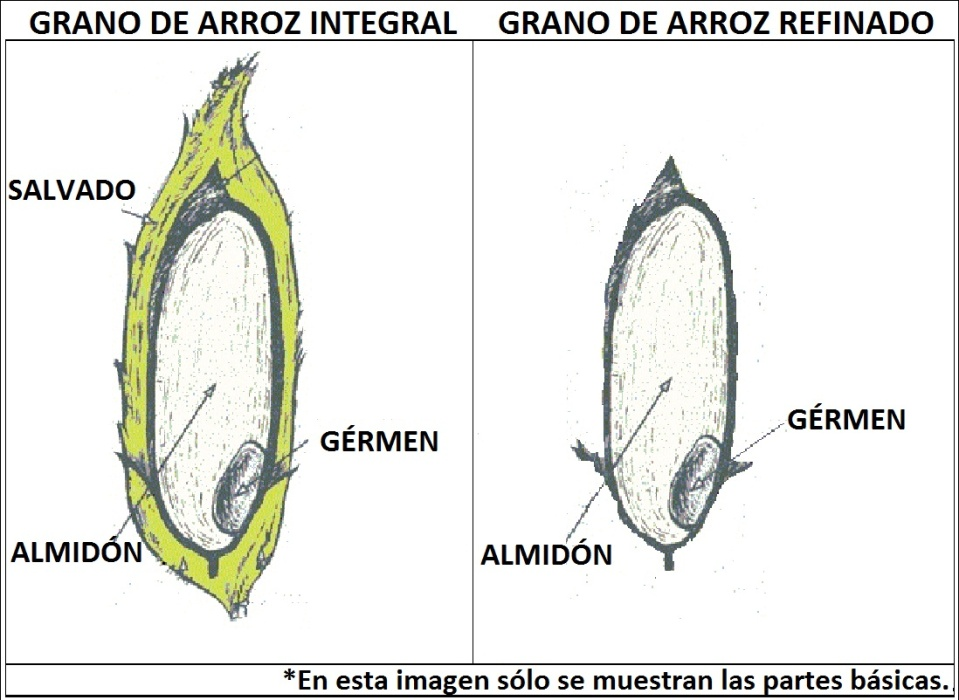 GRANO DE ARROZ INTEGRAL
GRANO DE ARROZ REFINADO
SALVADO
GÉRMEN
ALMIDÓN
GÉRMEN
ALMIDÓN
*En esta imagen sólo se muestran las partes básicas.